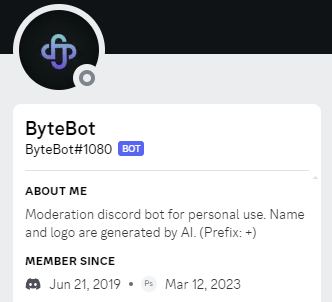 ByteBot
ByteBot#1080 BOT
ABOUT ME
Moderation discord bot for personal use. Name
and logo are generated by AI. (Prefix: +)
MEMBER SINCE
Jun 21, 2019 • Ps Mar 12, 2023